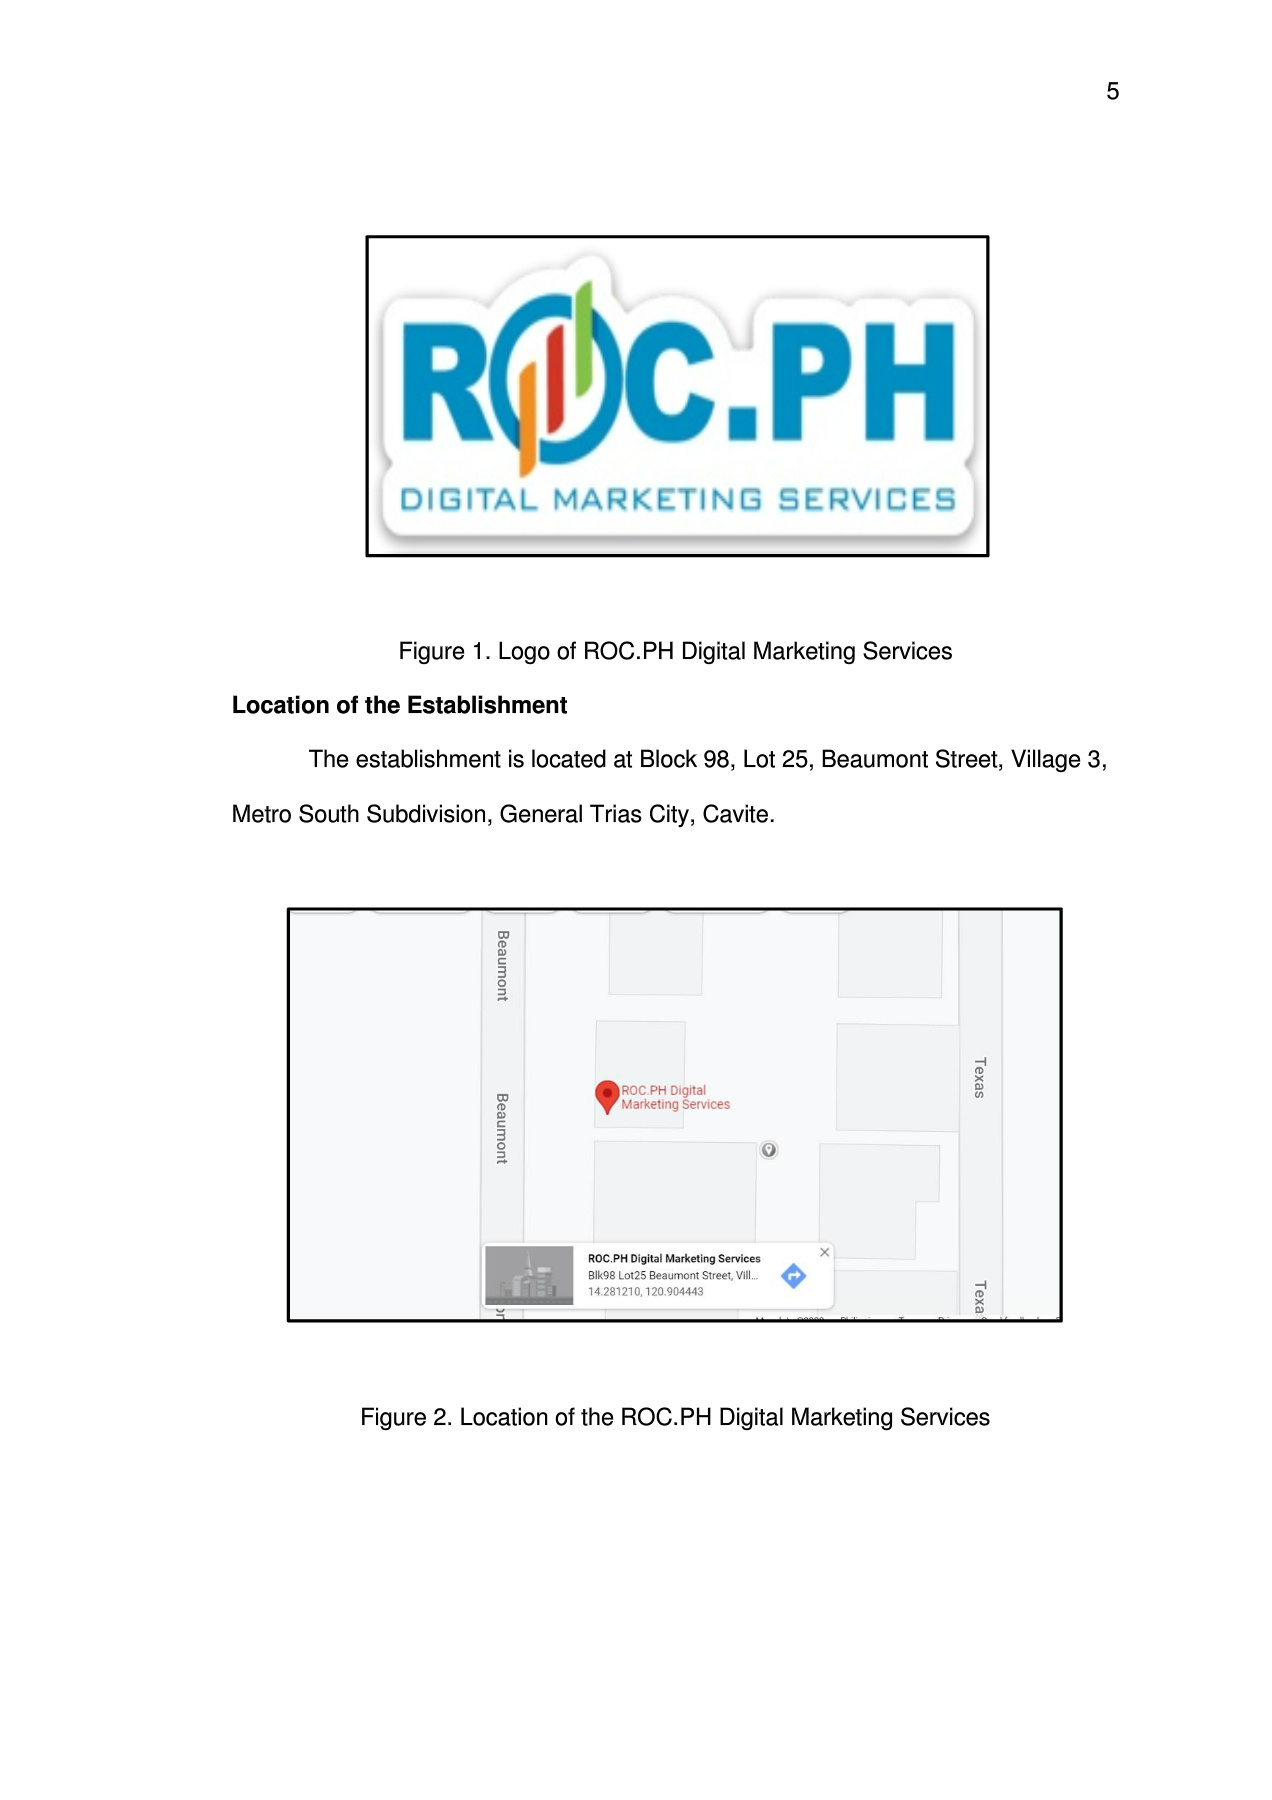 5
ROC.PH
DIGITAL MARKETING SERVICES
Figure 1. Logo of ROC.PH Digital Marketing Services
Location of the Establishment
The establishment is located at Block 98, Lot 25, Beaumont Street, Village 3,
Metro South Subdivision, General Trias City, Cavite.
Beaumont
Texas
ROC.PH Digital
Marketing Services
Beaumont
ROC.PH Digital Marketing Services
Blk98 Lot25 Beaumont Street, Vill...
14.281210, 120.904443
Texa
Figure 2. Location of the ROC.PH Digital Marketing Services